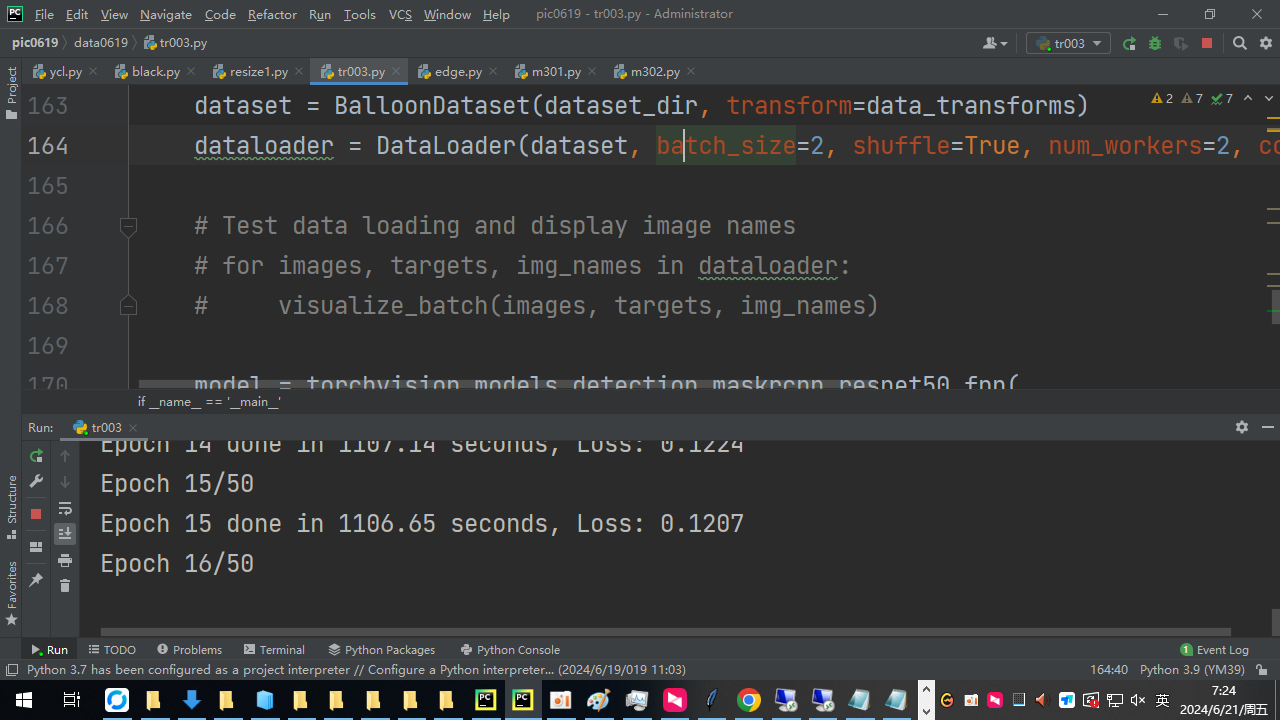 File Edit View Navigate Code Refactor Run Tools VCS Window Help pic0619 - tr003.py - Administrator
pic0619 data0619 tr003.py tr003
ycl.py black.py resize1.py tr003.py edge.py m301.py m302.py
Project
163 dataset = BalloonDataset(dataset_dir, transform=data_transforms) 2 7 7
164 dataloader = DataLoader(dataset, batch_size=2, shuffle=True, num_workers=2, co
165
166 # Test data loading and display image names
167 # for images, targets, img_names in dataloader:
168 # visualize_batch(images, targets, img_names)
169
170 model = torchvision.models.detection.maskrcnn_resnet50_fpn(
if __name__ == '__main__'
Run: tr003
Epoch 14 done in 1107.14 seconds, Loss: 0.1224
Epoch 15/50
Epoch 15 done in 1106.65 seconds, Loss: 0.1207
Epoch 16/50
Structure
Favorites
Run TODO Problems Terminal Python Packages Python Console 1 Event Log
Python 3.7 has been configured as a project interpreter // Configure a Python interpreter... (2024/6/19/019 11:03) 164:40 Python 3.9 (YM39)
英
7:24
2024/6/21/周五